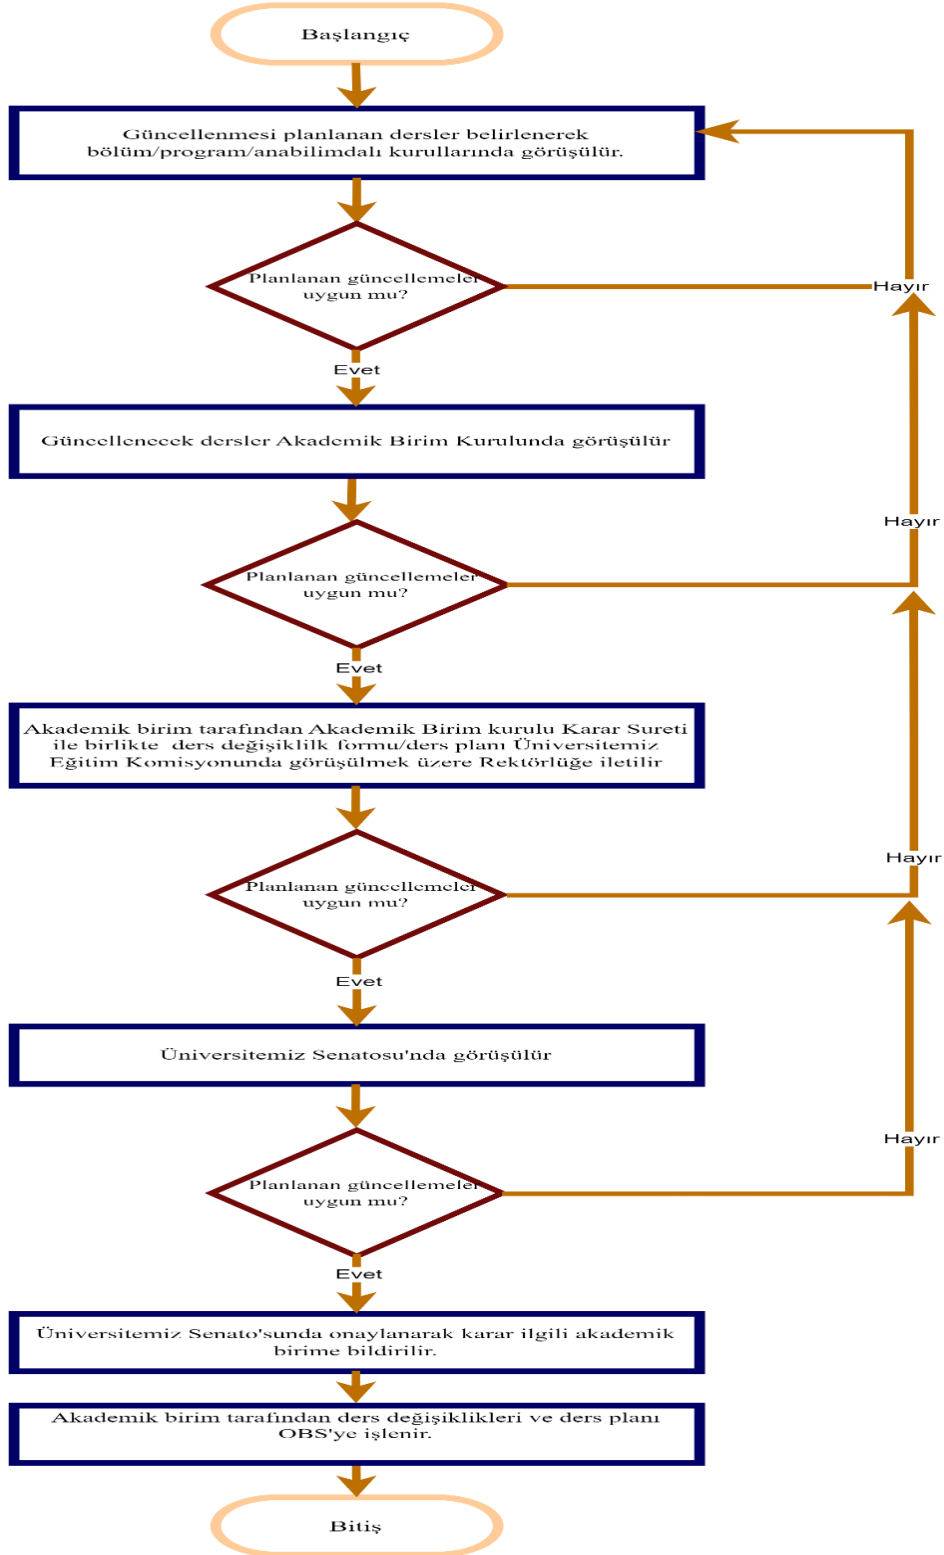 Başlangıç
Güncellenmesi planlanan dersler belirlenerek
bölüm/program/anabilimdalı kurullarında görüşülür.
Planlanan güncellemeler
uygun mu?
Hayır
Evet
Güncellenecek dersler Akademik Birim Kurulunda görüşülür
Hayır
Planlanan güncellemeler
uygun mu?
Evet
Akademik birim tarafından Akademik Birim kurulu Karar Sureti
ile birlikte ders değişiklilk formu/ders planı Üniversitemiz
Eğitim Komisyonunda görüşülmek üzere Rektörlüğe iletilir
Hayır
Planlanan güncellemeler
uygun mu?
Evet
Üniversitemiz Senatosu'nda görüşülür
Hayır
Planlanan güncellemeler
uygun mu?
Evet
Üniversitemiz Senato'sunda onaylanarak karar ilgili akademik
birime bildirilir.
Akademik birim tarafından ders değişiklikleri ve ders planı
OBS'ye işlenir.
Bitiş